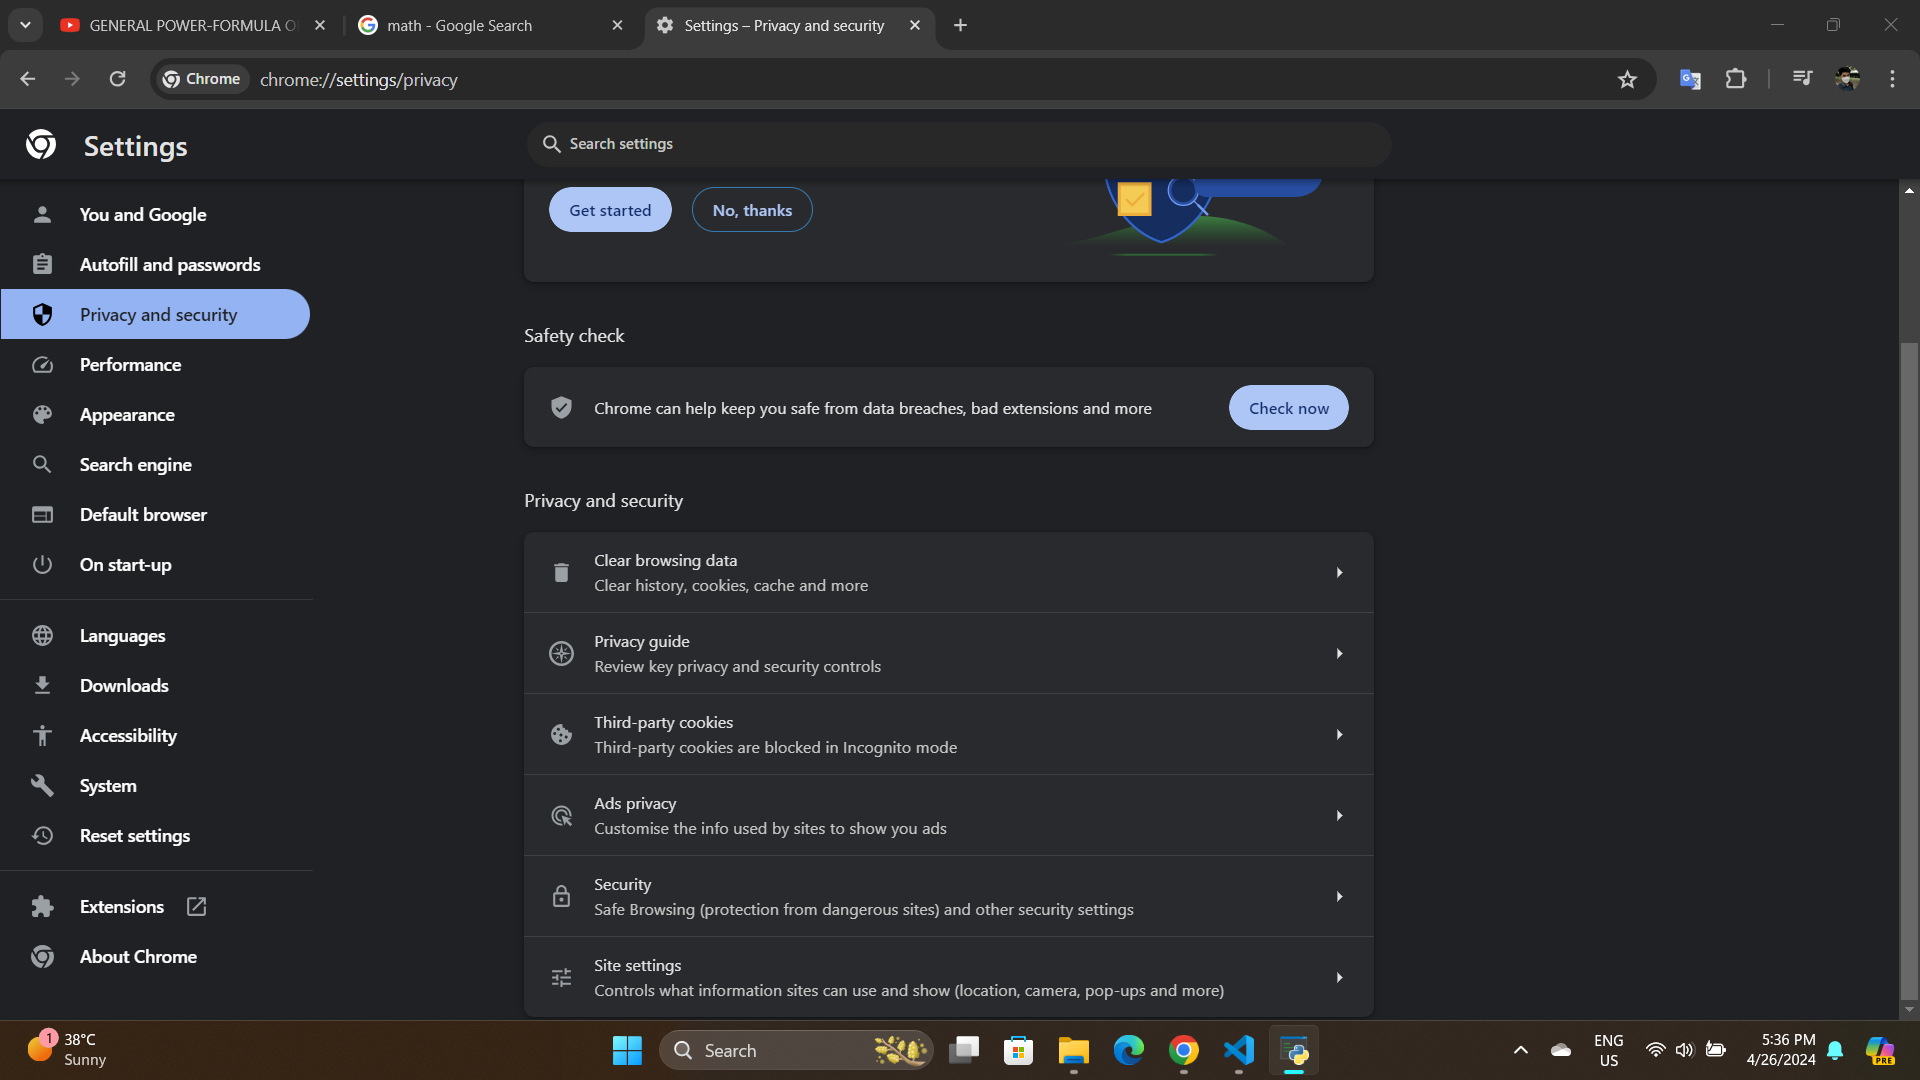 GENERAL POWER-FORMULA O
math - Google Search
Settings – Privacy and security
Chrome
chrome://settings/privacy
Settings
Search settings
You and Google
Autofill and passwords
Privacy and security
Performance
Appearance
Search engine
Default browser
On start-up
Languages
Downloads
Accessibility
System
Reset settings
Extensions
About Chrome
Get started
No, thanks
Safety check
Chrome can help keep you safe from data breaches, bad extensions and more
Check now
Privacy and security
Clear browsing data
Clear history, cookies, cache and more
Privacy guide
Review key privacy and security controls
Third-party cookies
Third-party cookies are blocked in Incognito mode
Ads privacy
Customise the info used by sites to show you ads
Security
Safe Browsing (protection from dangerous sites) and other security settings
Site settings
Controls what information sites can use and show (location, camera, pop-ups and more)
1
38°C
Sunny
Search
ENG
US
5:36 PM
4/26/2024
PRE